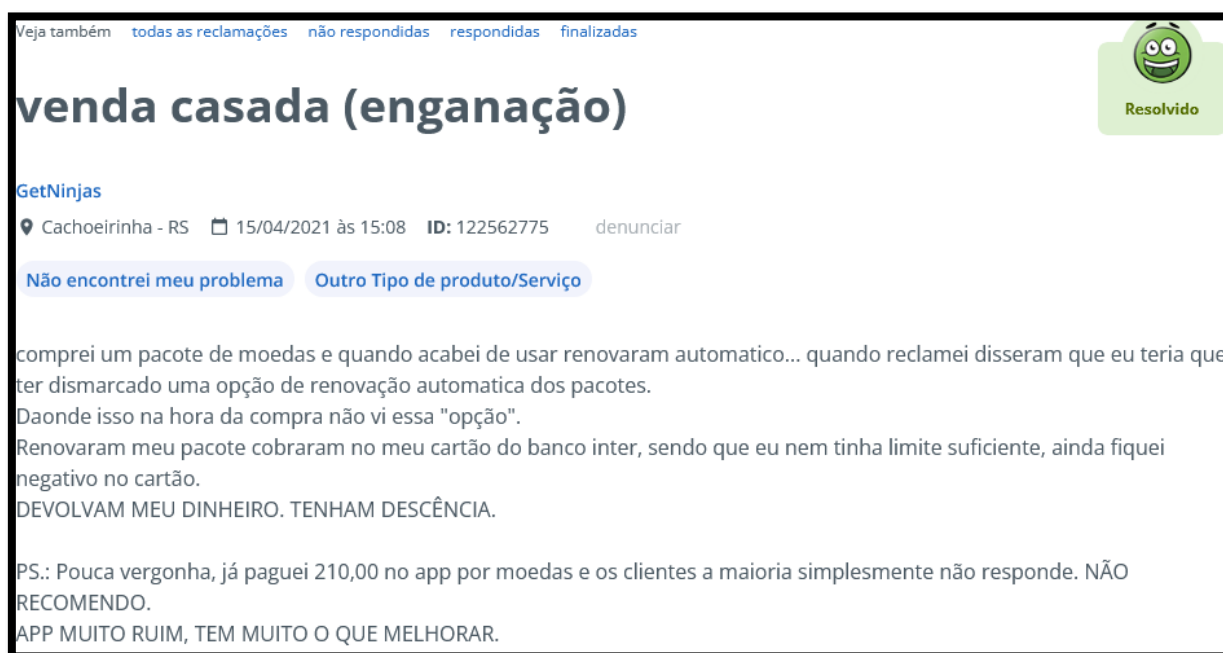 Veja também todas as reclamações não respondidas respondidas finalizadas
venda casada (enganação)
Resolvido
GetNinjas
Cachoeirinha - RS 15/04/2021 às 15:08 ID: 122562775 denunciar
Não encontrei meu problema Outro Tipo de produto/Serviço
comprei um pacote de moedas e quando acabei de usar renovaram automatico... quando reclamei disseram que eu teria que
ter dismarcado uma opção de renovação automatica dos pacotes.
Daonde isso na hora da compra não vi essa "opção".
Renovaram meu pacote cobraram no meu cartão do banco inter, sendo que eu nem tinha limite suficiente, ainda fiquei
negativo no cartão.
DEVOLVAM MEU DINHEIRO. TENHAM DESCÊNCIA.
PS.: Pouca vergonha, já paguei 210,00 no app por moedas e os clientes a maioria simplesmente não responde. NÃO
RECOMENDO.
APP MUITO RUIM, TEM MUITO O QUE MELHORAR.